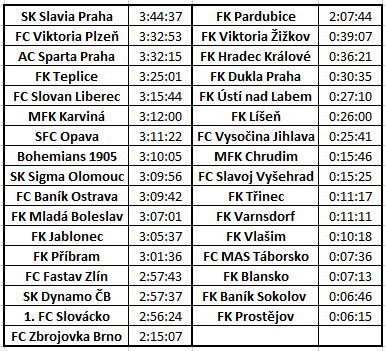 SK Slavia Praha 3:44:37 FK Pardubice 2:07:44
FC Viktoria Plzeň 3:32:53 FK Viktoria Žižkov 0:39:07
AC Sparta Praha 3:32:15 FK Hradec Králové 0:36:21
FK Teplice 3:25:01 FK Dukla Praha 0:30:35
FC Slovan Liberec 3:15:44 FK Ústí nad Labem 0:27:10
MFK Karviná 3:12:00 FK Líšeň 0:26:00
SFC Opava 3:11:22 FC Vysočina Jihlava 0:25:41
Bohemians 1905 3:10:05 MFK Chrudim 0:15:46
SK Sigma Olomouc 3:09:56 FC Slavoj Vyšehrad 0:15:25
FC Baník Ostrava 3:09:42 FK Třinec 0:11:17
FK Mladá Boleslav 3:07:01 FK Varnsdorf 0:11:11
FK Jablonec 3:05:37 FK Vlašim 0:10:18
FK Příbram 3:01:36 FC MAS Táborsko 0:07:36
FC Fastav Zlín 2:57:43 FK Blansko 0:07:13
SK Dynamo ČB 2:57:37 FK Baník Sokolov 0:06:46
1. FC Slovácko 2:56:24 FK Prostějov 0:06:15
FC Zbrojovka Brno 2:15:07